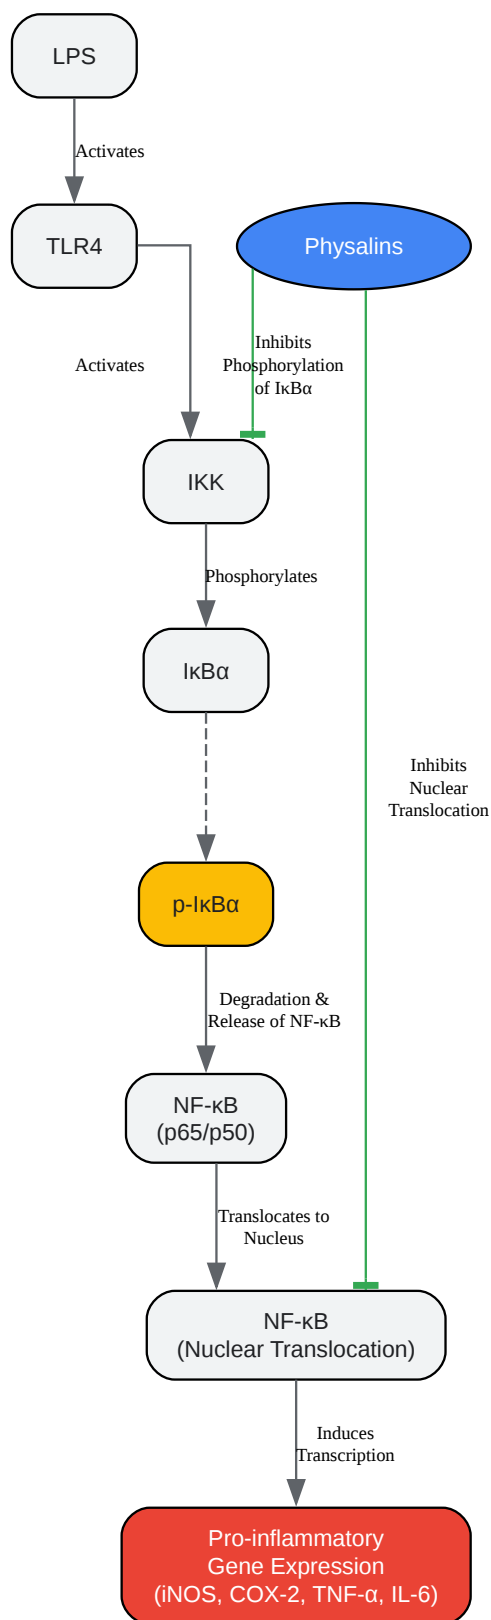 LPS
Activates
TLR4
Physalins
Inhibits
Phosphorylation
of IκBα
Activates
IKK
Phosphorylates
IκBα
Inhibits
Nuclear
Translocation
p-IκBα
Degradation &
Release of NF-κB
NF-κB
(p65/p50)
Translocates to
Nucleus
NF-κB
(Nuclear Translocation)
Induces
Transcription
Pro-inflammatory
Gene Expression
(iNOS, COX-2, TNF-α, IL-6)